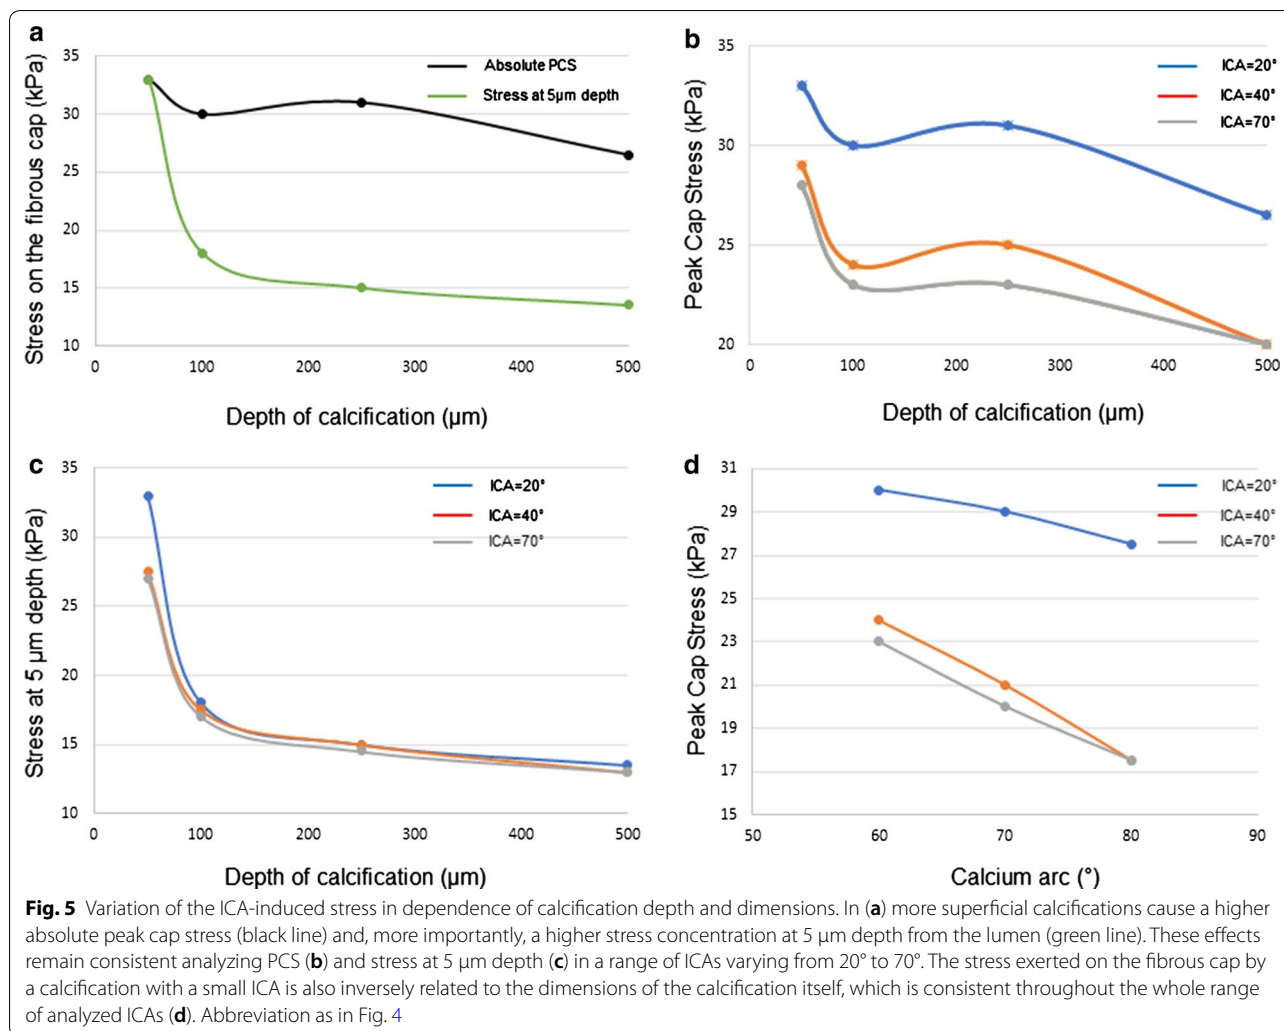 a
35
30
25
20
15
10
0
100
200
300
400
500
Stress on the fibrous cap (kPa)
Depth of calcification (µm)
Absolute PCS
Stress at 5µm depth
b
35
30
25
20
0
100
200
300
400
500
Peak Cap Stress (kPa)
Depth of calcification (µm)
ICA=20°
ICA=40°
ICA=70°
c
35
30
25
20
15
10
0
100
200
300
400
500
Stress at 5 µm depth (kPa)
Depth of calcification (µm)
ICA=20°
ICA=40°
ICA=70°
d
31
29
27
25
23
21
19
17
15
50
60
70
80
90
Peak Cap Stress (kPa)
Calcium arc (°)
ICA=20°
ICA=40°
ICA=70°
Fig. 5 Variation of the ICA-induced stress in dependence of calcification depth and dimensions. In (a) more superficial calcifications cause a higher
absolute peak cap stress (black line) and, more importantly, a higher stress concentration at 5 µm depth from the lumen (green line). These effects
remain consistent analyzing PCS (b) and stress at 5 µm depth (c) in a range of ICAs varying from 20° to 70°. The stress exerted on the fibrous cap by
a calcification with a small ICA is also inversely related to the dimensions of the calcification itself, which is consistent throughout the whole range
of analyzed ICAs (d). Abbreviation as in Fig. 4